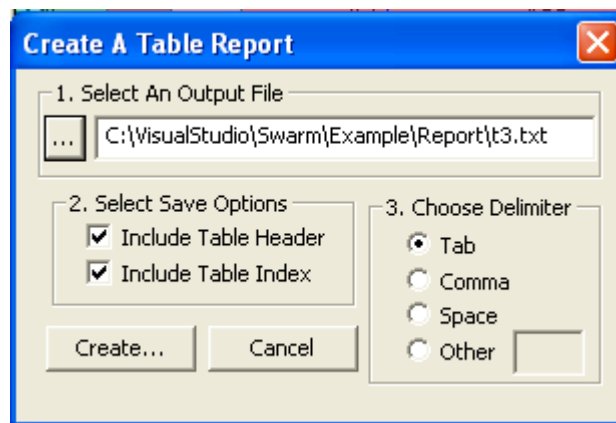 Create A Table Report
1. Select An Output File
...
C:\VisualStudio\Swarm\Example\Report\t3.txt
2. Select Save Options
Include Table Header
Include Table Index
3. Choose Delimiter
Tab
Comma
Space
Other
Create...
Cancel